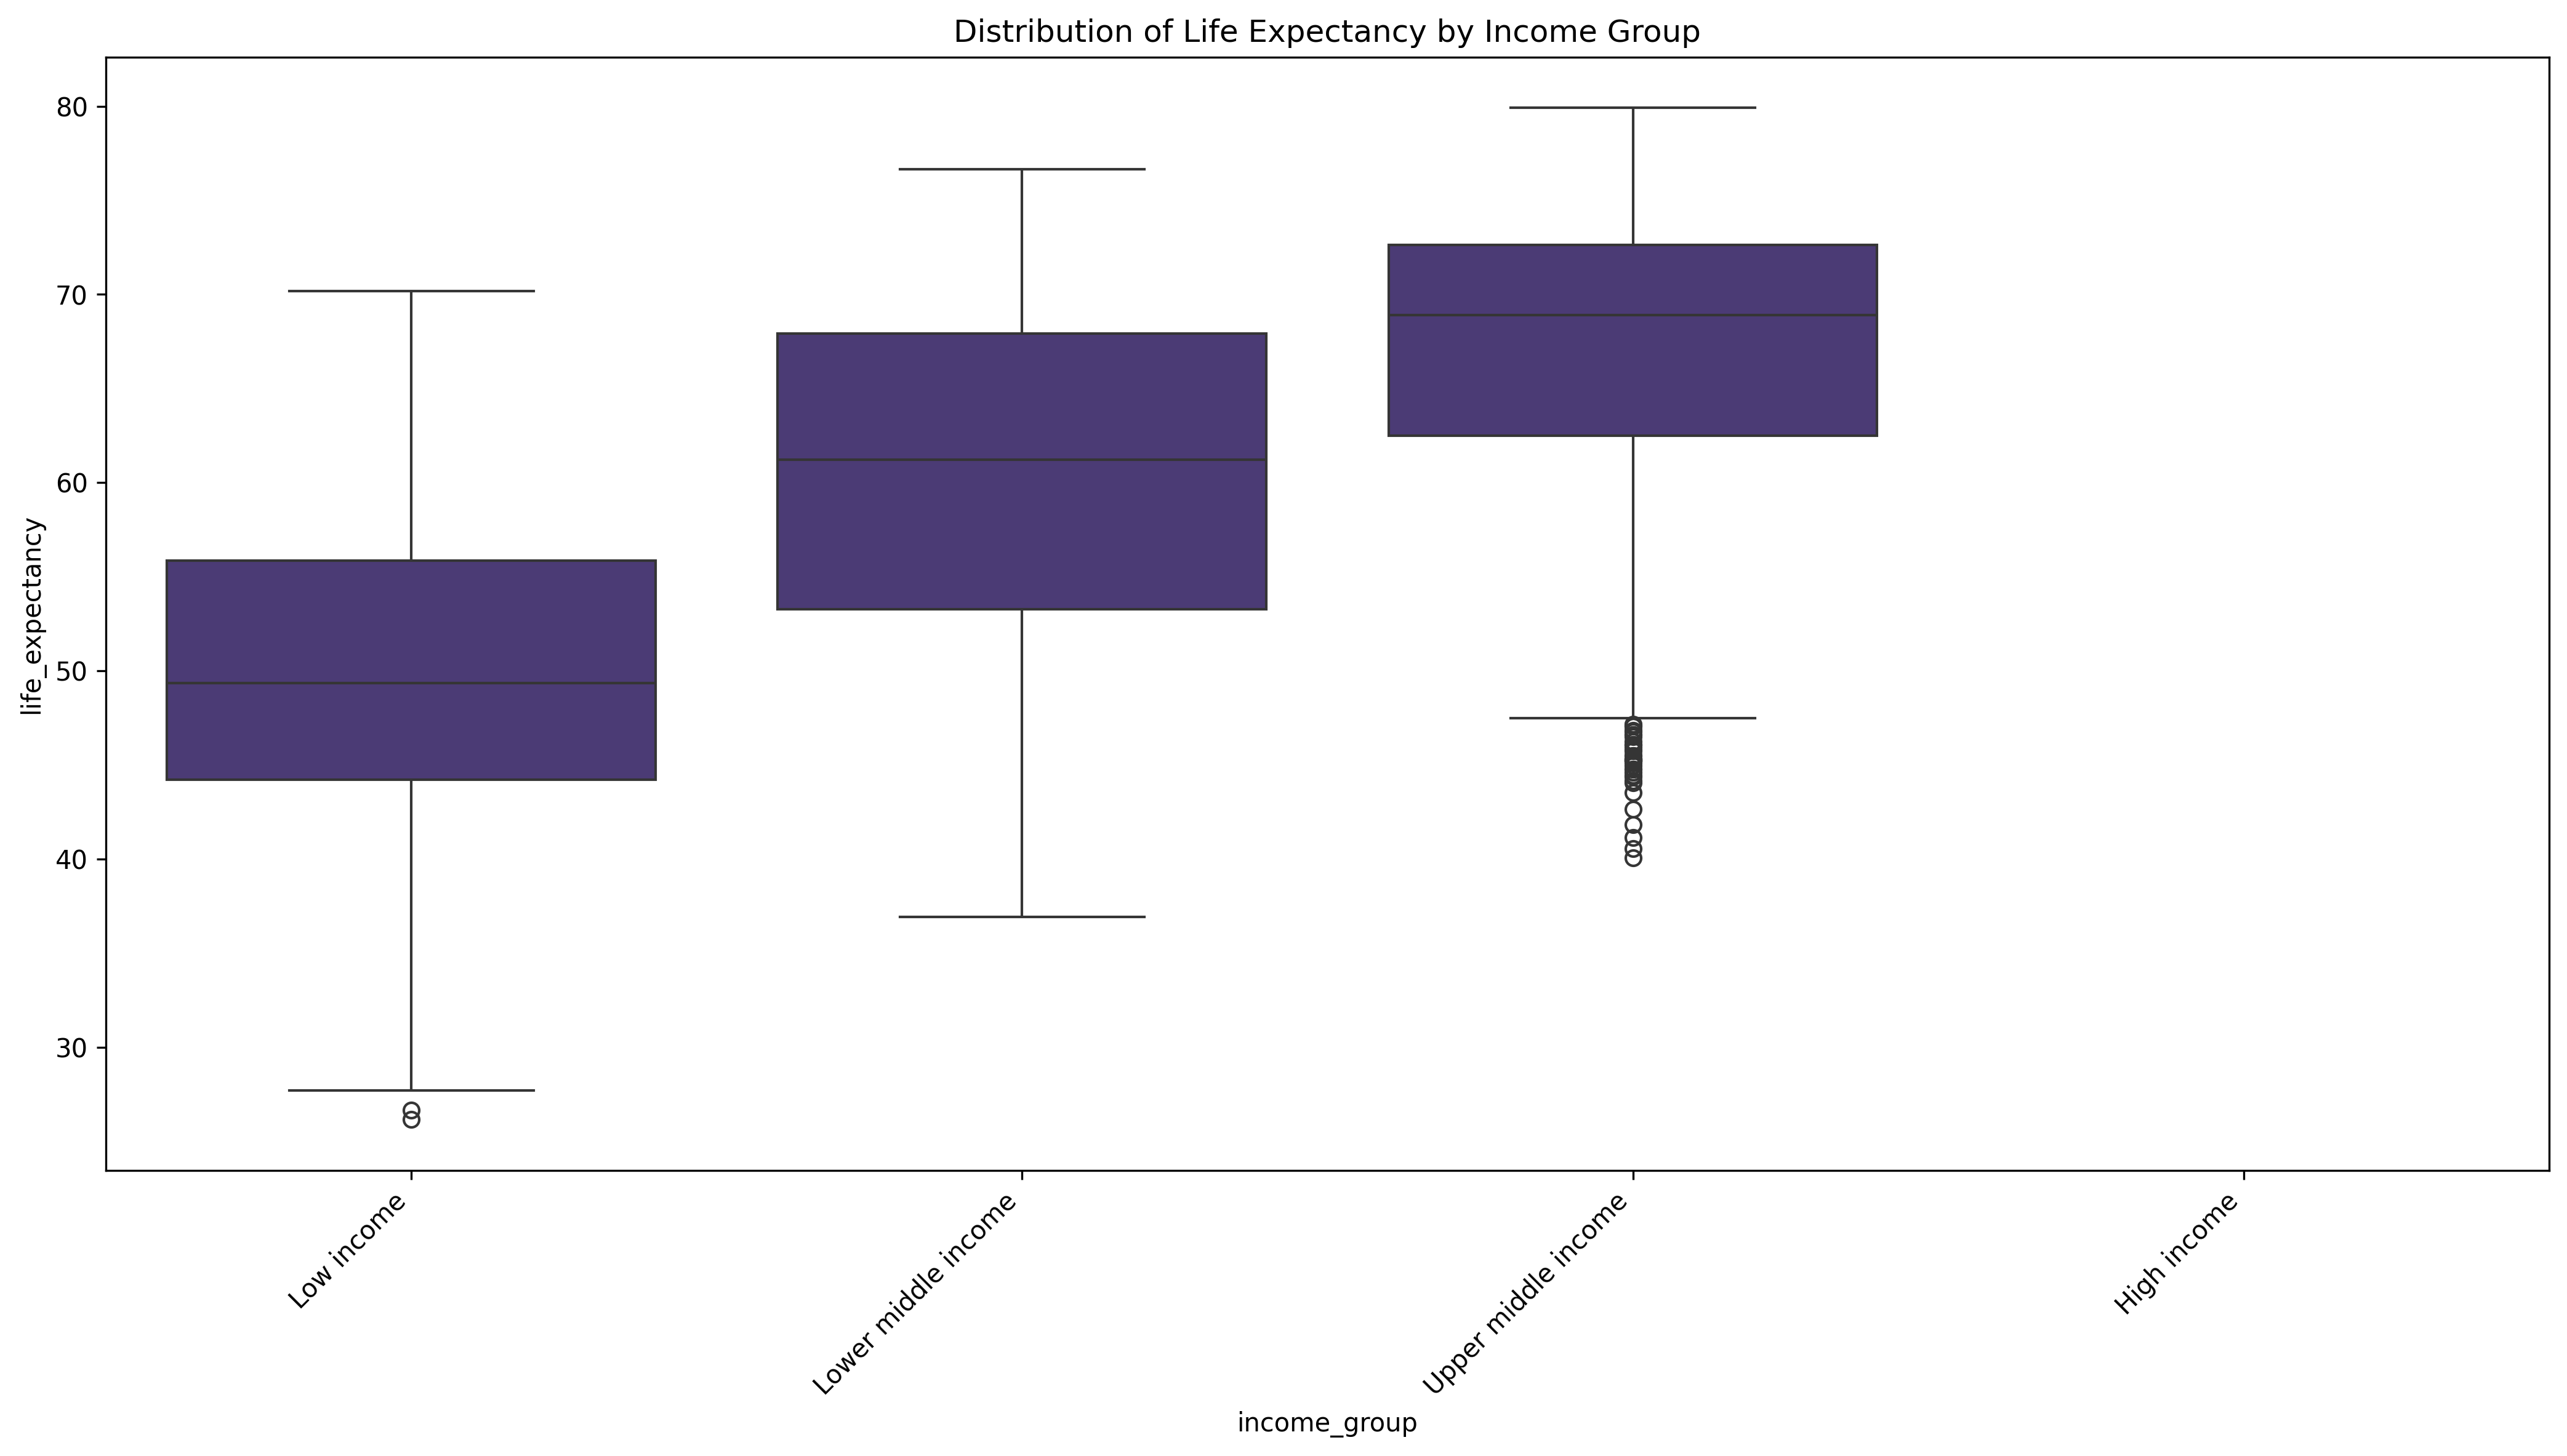 Distribution of Life Expectancy by Income Group
life_expectancy
80
70
60
50
40
30
Low income
Lower middle income
Upper middle income
High income
income_group